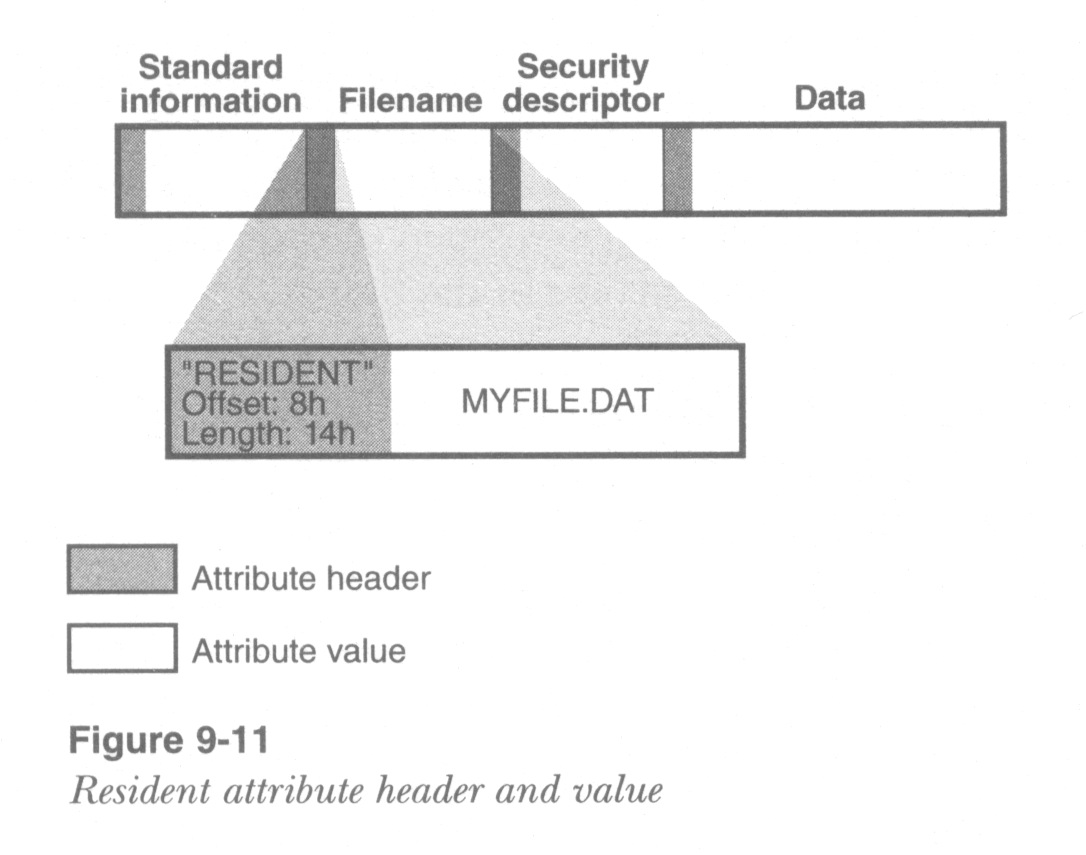 Standard
information
Filename
Security
descriptor
Data
"RESIDENT"
Offset: 8h
Length: 14h
MYFILE.DAT
Attribute header
Attribute value
Figure 9-11
Resident attribute header and value